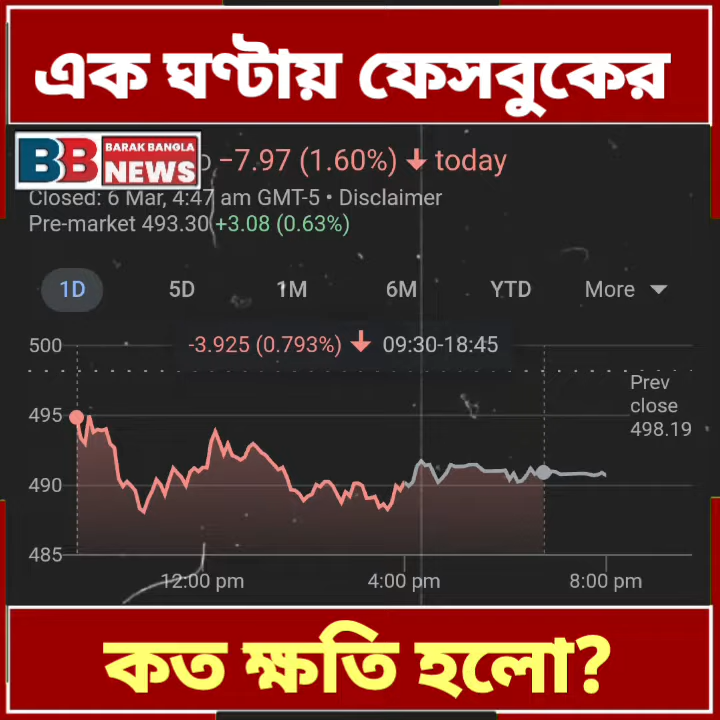 এক ঘণ্টায় ফেসবুকের
BB BARAK BANGLA NEWS
−7.97 (1.60%) ↓ today
Closed: 6 Mar, 4:47 am GMT-5 • Disclaimer
Pre-market 493.30 +3.08 (0.63%)
1D 5D 1M 6M YTD More
-3.925 (0.793%) ↓ 09:30-18:45
500
Prev
close
498.19
495
490
485
12:00 pm 4:00 pm 8:00 pm
কত ক্ষতি হলো?